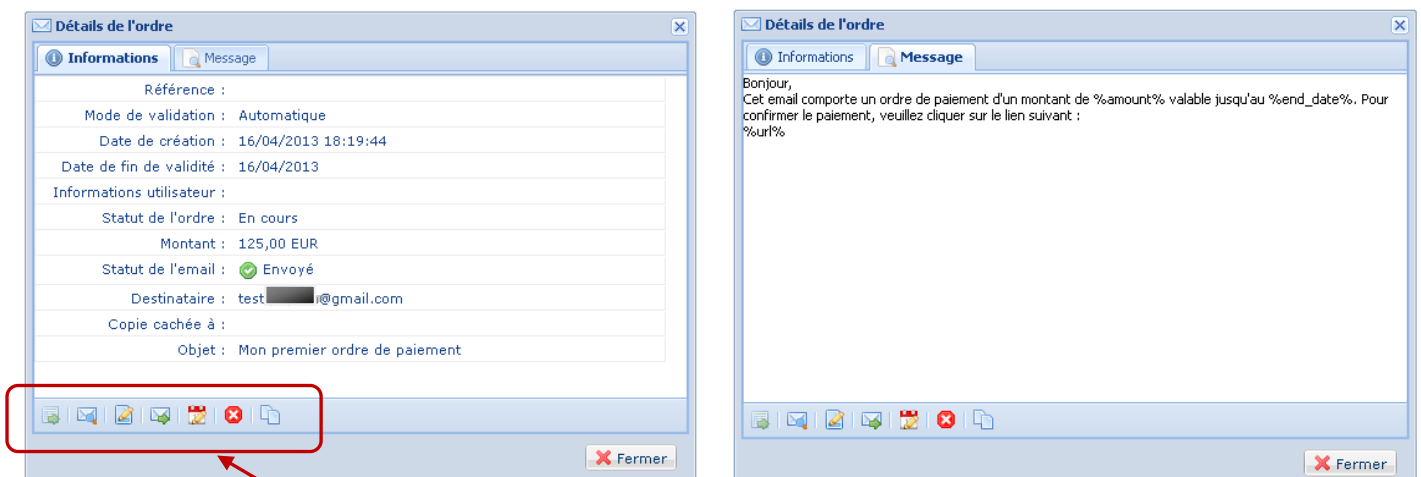 Détails de l'ordre
Informations Message
Référence :
Mode de validation : Automatique
Date de création : 16/04/2013 18:19:44
Date de fin de validité : 16/04/2013
Informations utilisateur :
Statut de l'ordre : En cours
Montant : 125,00 EUR
Statut de l'email : Envoyé
Destinataire : test @gmail.com
Copie cachée à :
Objet : Mon premier ordre de paiement
Fermer
Détails de l'ordre
Informations Message
Bonjour,
Cet email comporte un ordre de paiement d'un montant de %amount% valable jusqu'au %end_date%. Pour
confirmer le paiement, veuillez cliquer sur le lien suivant :
%url%
Fermer